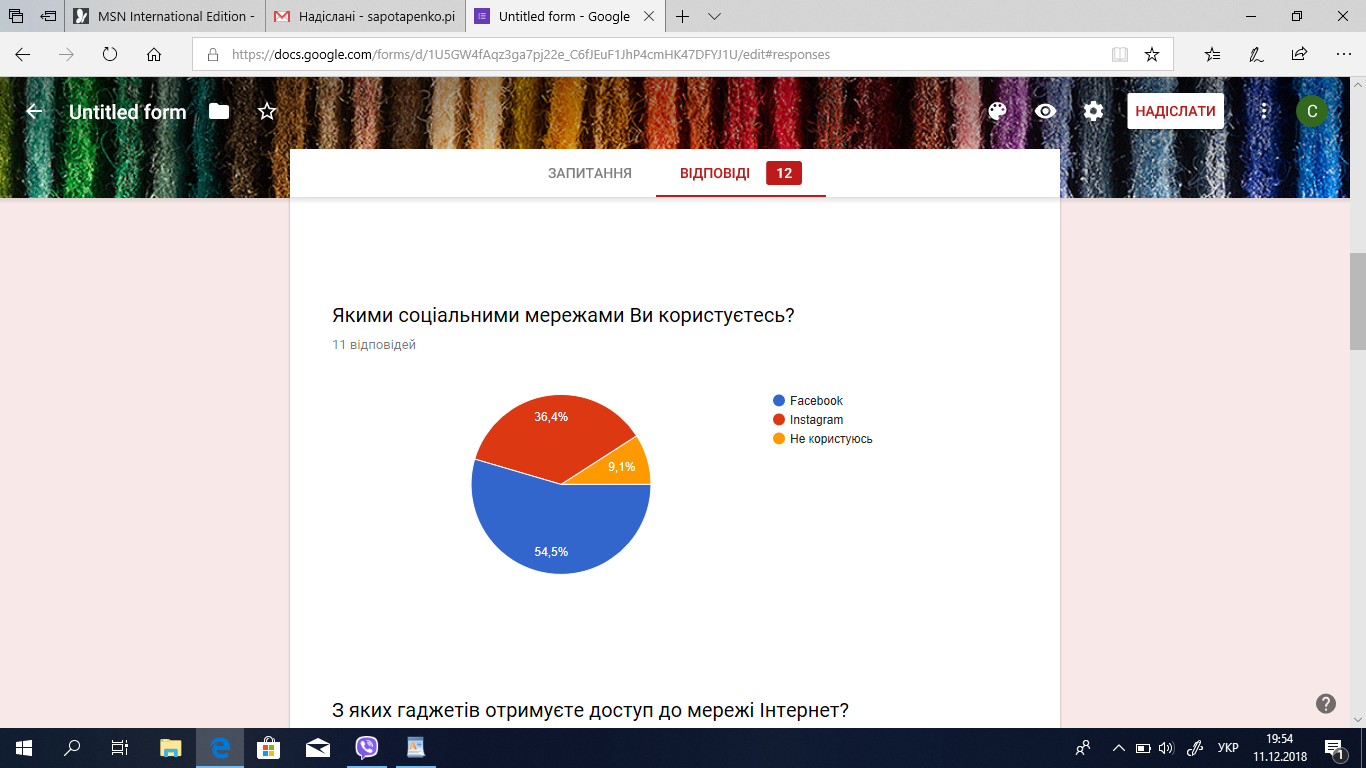 MSN International Edition -
Надіслані - sapotapenko.pi
Untitled form - Google
https://docs.google.com/forms/d/1U5GW4fAqz3ga7pj22e_C6fJEuF1JhP4cmHK47DFYJ1U/edit#responses
Untitled form
НАДІСЛАТИ
C
ЗАПИТАННЯ
ВІДПОВІДІ 12
Якими соціальними мережами Ви користуєтесь?
11 відповідей
36,4%
9,1%
54,5%
Facebook
Instagram
Не користуюсь
З яких гаджетів отримуєте доступ до мережі Інтернет?
УКР
19:54
11.12.2018
1